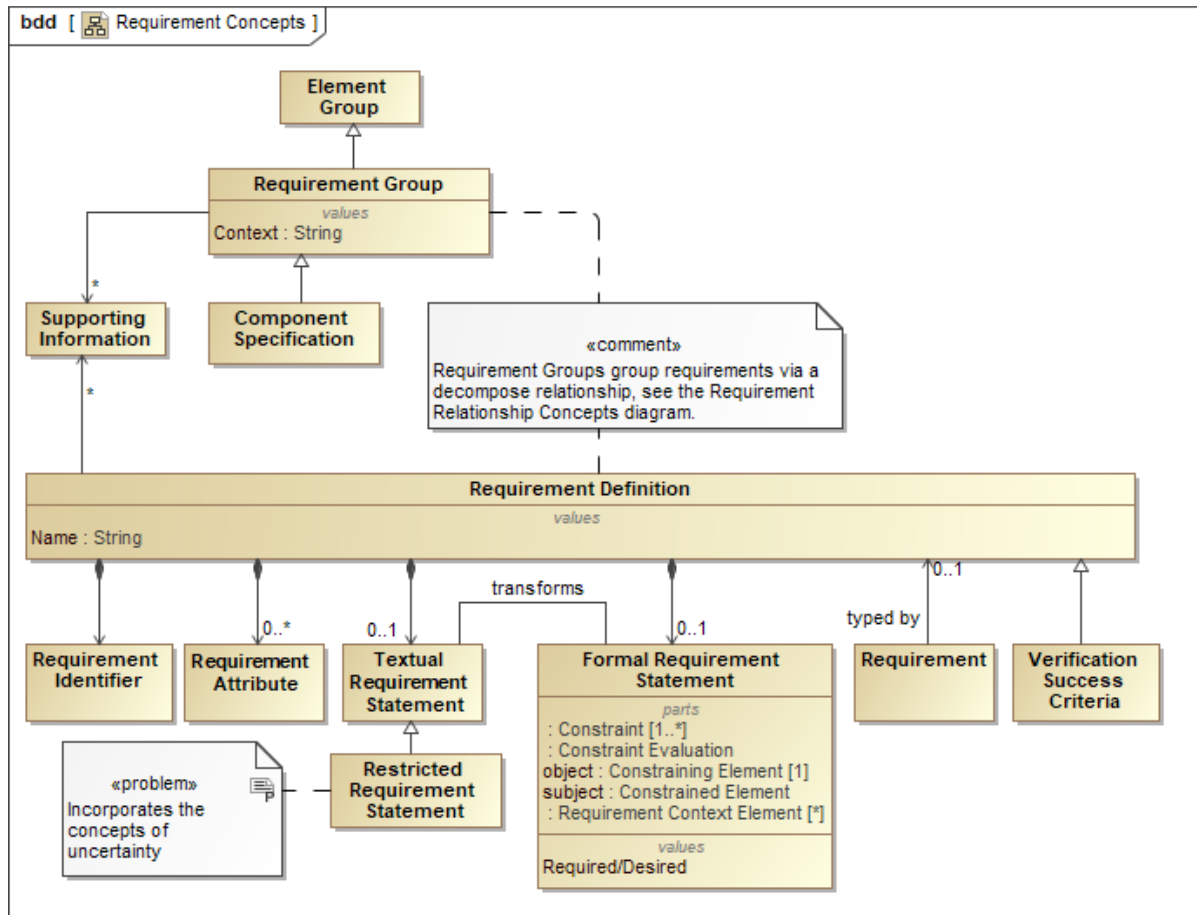 bdd [ Requirement Concepts ]
Element
Group
Requirement Group
values
Context : String
*
Supporting
Information
Component
Specification
«comment»
Requirement Groups group requirements via a
decompose relationship, see the Requirement
Relationship Concepts diagram.
*
Requirement Definition
values
Name : String
0..*
0..1
transforms
0..1
typed by
0..1
Requirement
Identifier
Requirement
Attribute
Textual
Requirement
Statement
Formal Requirement
Statement
parts
: Constraint [1..*]
: Constraint Evaluation
object : Constraining Element [1]
subject : Constrained Element
: Requirement Context Element [*]
values
Required/Desired
Requirement
Verification
Success
Criteria
Restricted
Requirement
Statement
«problem»
Incorporates the
concepts of
uncertainty